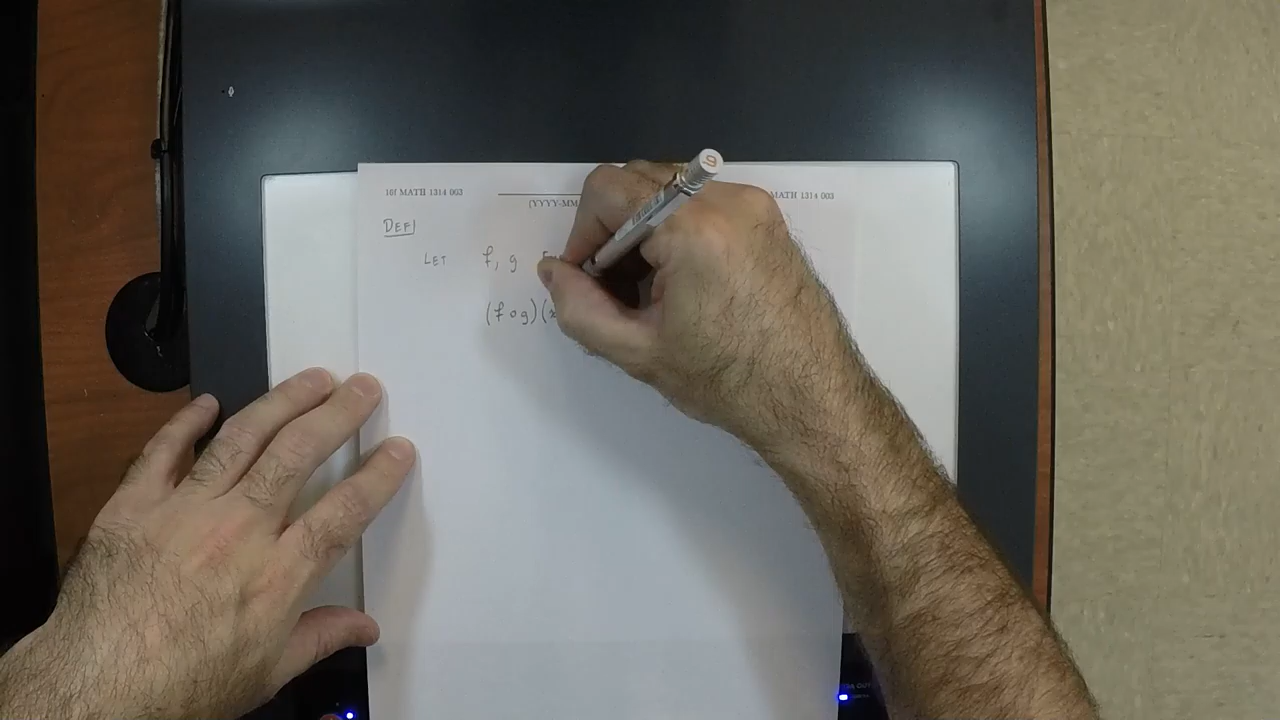 10f MATH 1314 003 MATH 1314 003
(YYYY-MM
DEF|
LET f, g
(f o g)(x